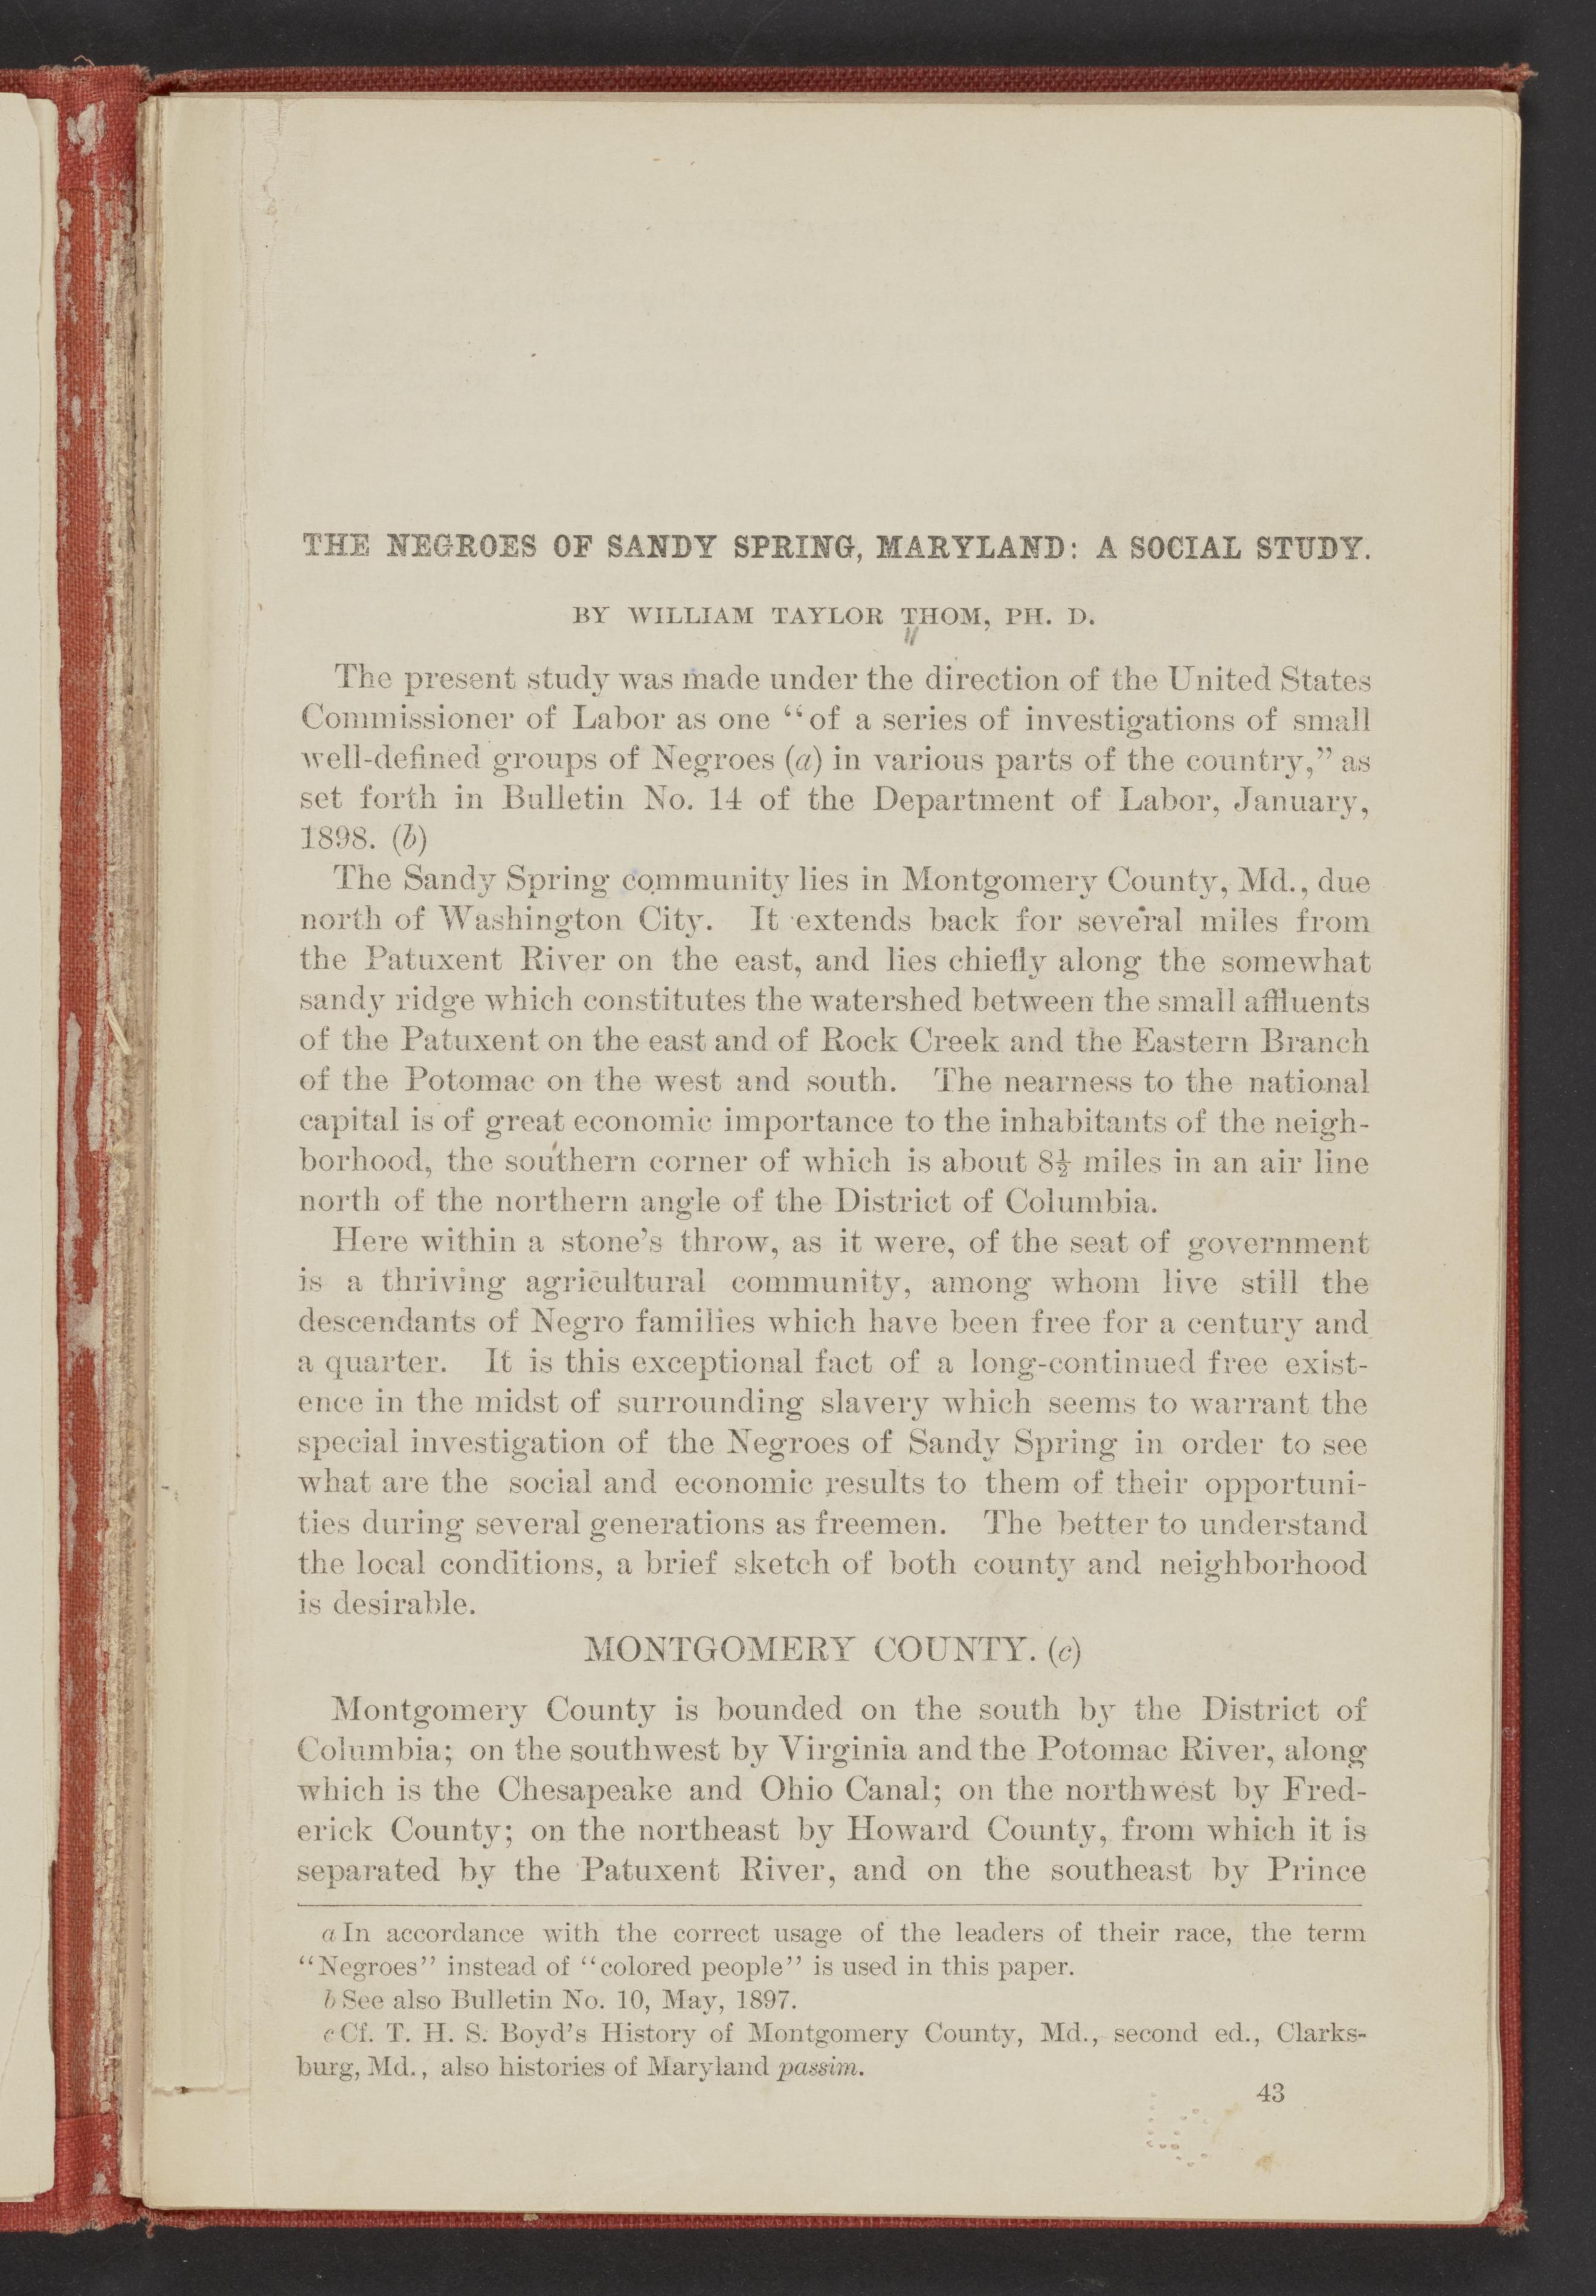 THE NEGROES OF SANDY SPRING, MARYLAND: A SOCIAL STUDY.
BY WILLIAM TAYLOR THOM, PH. D.
The present study was made under the direction of the United States
Commissioner of Labor as one "of a series of investigations of small
well-defined groups of Negroes (a) in various parts of the country," as
set forth in Bulletin No. 14 of the Department of Labor, January,
1898. (b)
The Sandy Spring community lies in Montgomery County, Md., due
north of Washington City. It extends back for several miles from
the Patuxent River on the east, and lies chiefly along the somewhat
sandy ridge which constitutes the watershed between the small affluents
of the Patuxent on the east and of Rock Creek and the Eastern Branch
of the Potomac on the west and south. The nearness to the national
capital is of great economic importance to the inhabitants of the neigh-
borhood, the southern corner of which is about 8½ miles in an air line
north of the northern angle of the District of Columbia.
Here within a stone's throw, as it were, of the seat of government
is a thriving agricultural community, among whom live still the
descendants of Negro families which have been free for a century and
a quarter. It is this exceptional fact of a long-continued free exist-
ence in the midst of surrounding slavery which seems to warrant the
special investigation of the Negroes of Sandy Spring in order to see
what are the social and economic results to them of their opportuni-
ties during several generations as freemen. The better to understand
the local conditions, a brief sketch of both county and neighborhood
is desirable.
MONTGOMERY COUNTY. (c)
Montgomery County is bounded on the south by the District of
Columbia; on the southwest by Virginia and the Potomac River, along
which is the Chesapeake and Ohio Canal; on the northwest by Fred-
erick County; on the northeast by Howard County, from which it is
separated by the Patuxent River, and on the southeast by Prince
a In accordance with the correct usage of the leaders of their race, the term
"Negroes" instead of "colored people" is used in this paper.
b See also Bulletin No. 10, May, 1897.
c Cf. T. H. S. Boyd's History of Montgomery County, Md., second ed., Clarks-
burg, Md., also histories of Maryland passim.
43